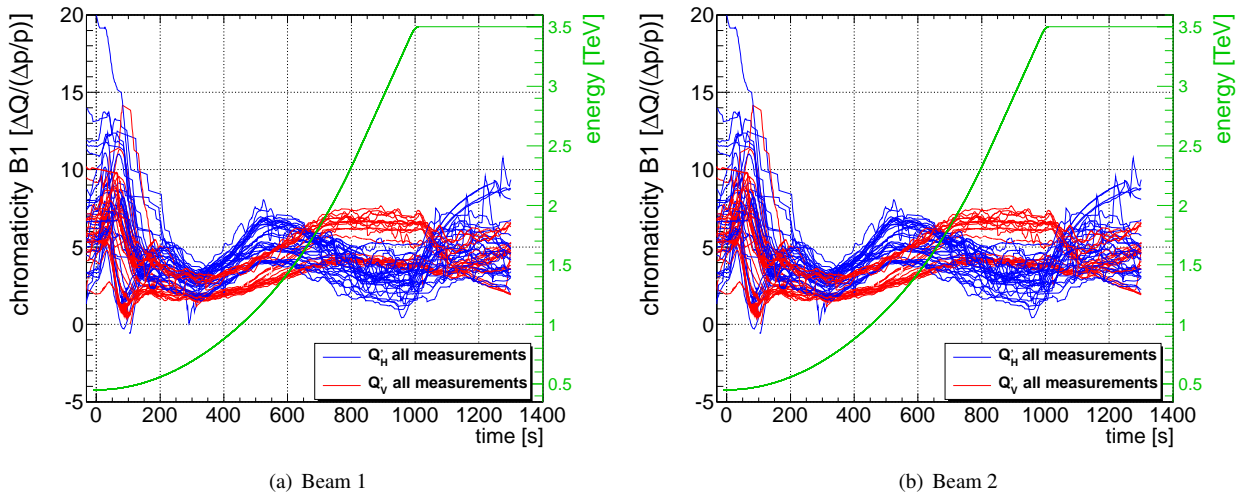 chromaticity B1 [ΔQ/(Δp/p)]
20
15
10
5
0
-5
0 200 400 600 800 1000 1200 1400
time [s]
3.5
3
2.5
2
1.5
1
0.5
energy [TeV]
Q'H all measurements
Q'V all measurements
(a) Beam 1
chromaticity B1 [ΔQ/(Δp/p)]
20
15
10
5
0
-5
0 200 400 600 800 1000 1200 1400
time [s]
3.5
3
2.5
2
1.5
1
0.5
energy [TeV]
Q'H all measurements
Q'V all measurements
(b) Beam 2